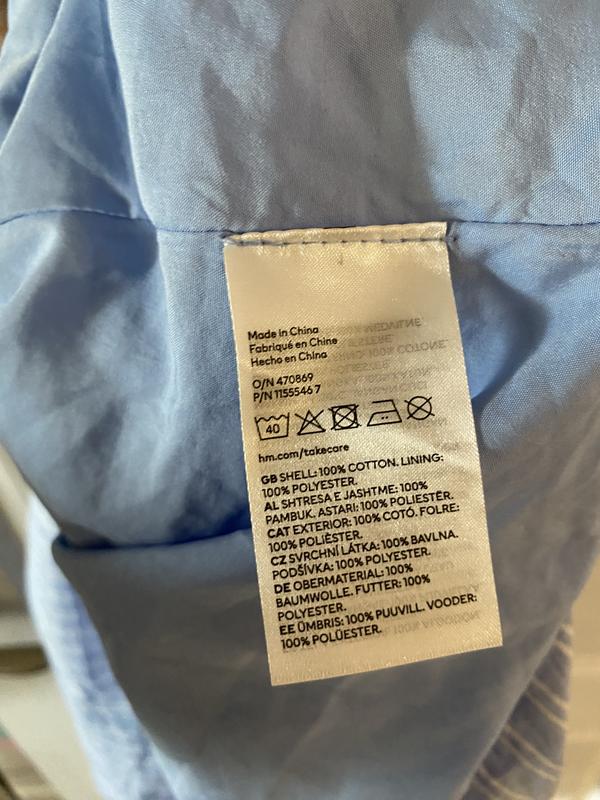 Made in China
Fabriqué en Chine
Hecho en China
O/N 470869
P/N 1155546 7
40
hm.com/takecare
GB SHELL: 100% COTTON. LINING:
100% POLYESTER.
AL SHTRESA E JASHTME: 100%
PAMBUK. ASTARI: 100% POLIESTËR.
CAT EXTERIOR: 100% COTÓ. FOLRE:
100% POLIÈSTER.
CZ SVRCHNÍ LÁTKA: 100% BAVLNA.
PODŠÍVKA: 100% POLYESTER.
DE OBERMATERIAL: 100%
BAUMWOLLE. FUTTER: 100%
POLYESTER.
EE ÜMBRIS: 100% PUUVILL. VOODER:
100% POLÜESTER.